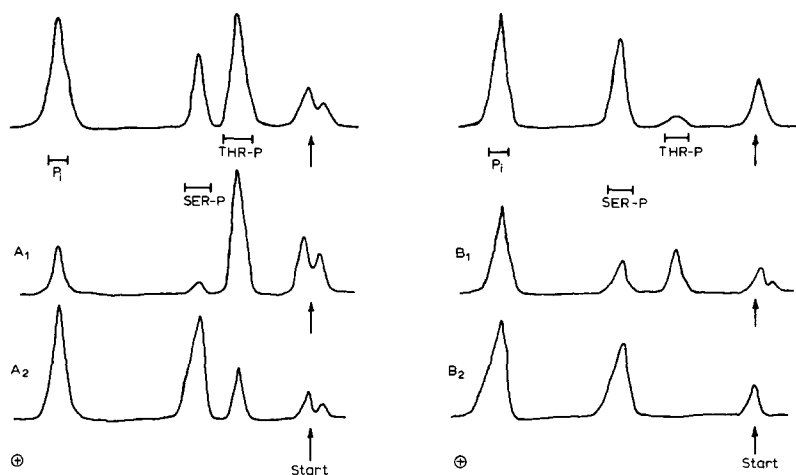 THR-P
Pi
SER-P
A1
A2
⊕
Start
THR-P
Pi
SER-P
B1
B2
⊕
Start